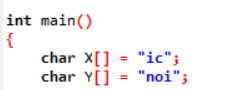 int main()
{
char X[] = "ic";
char Y[] = "noi";